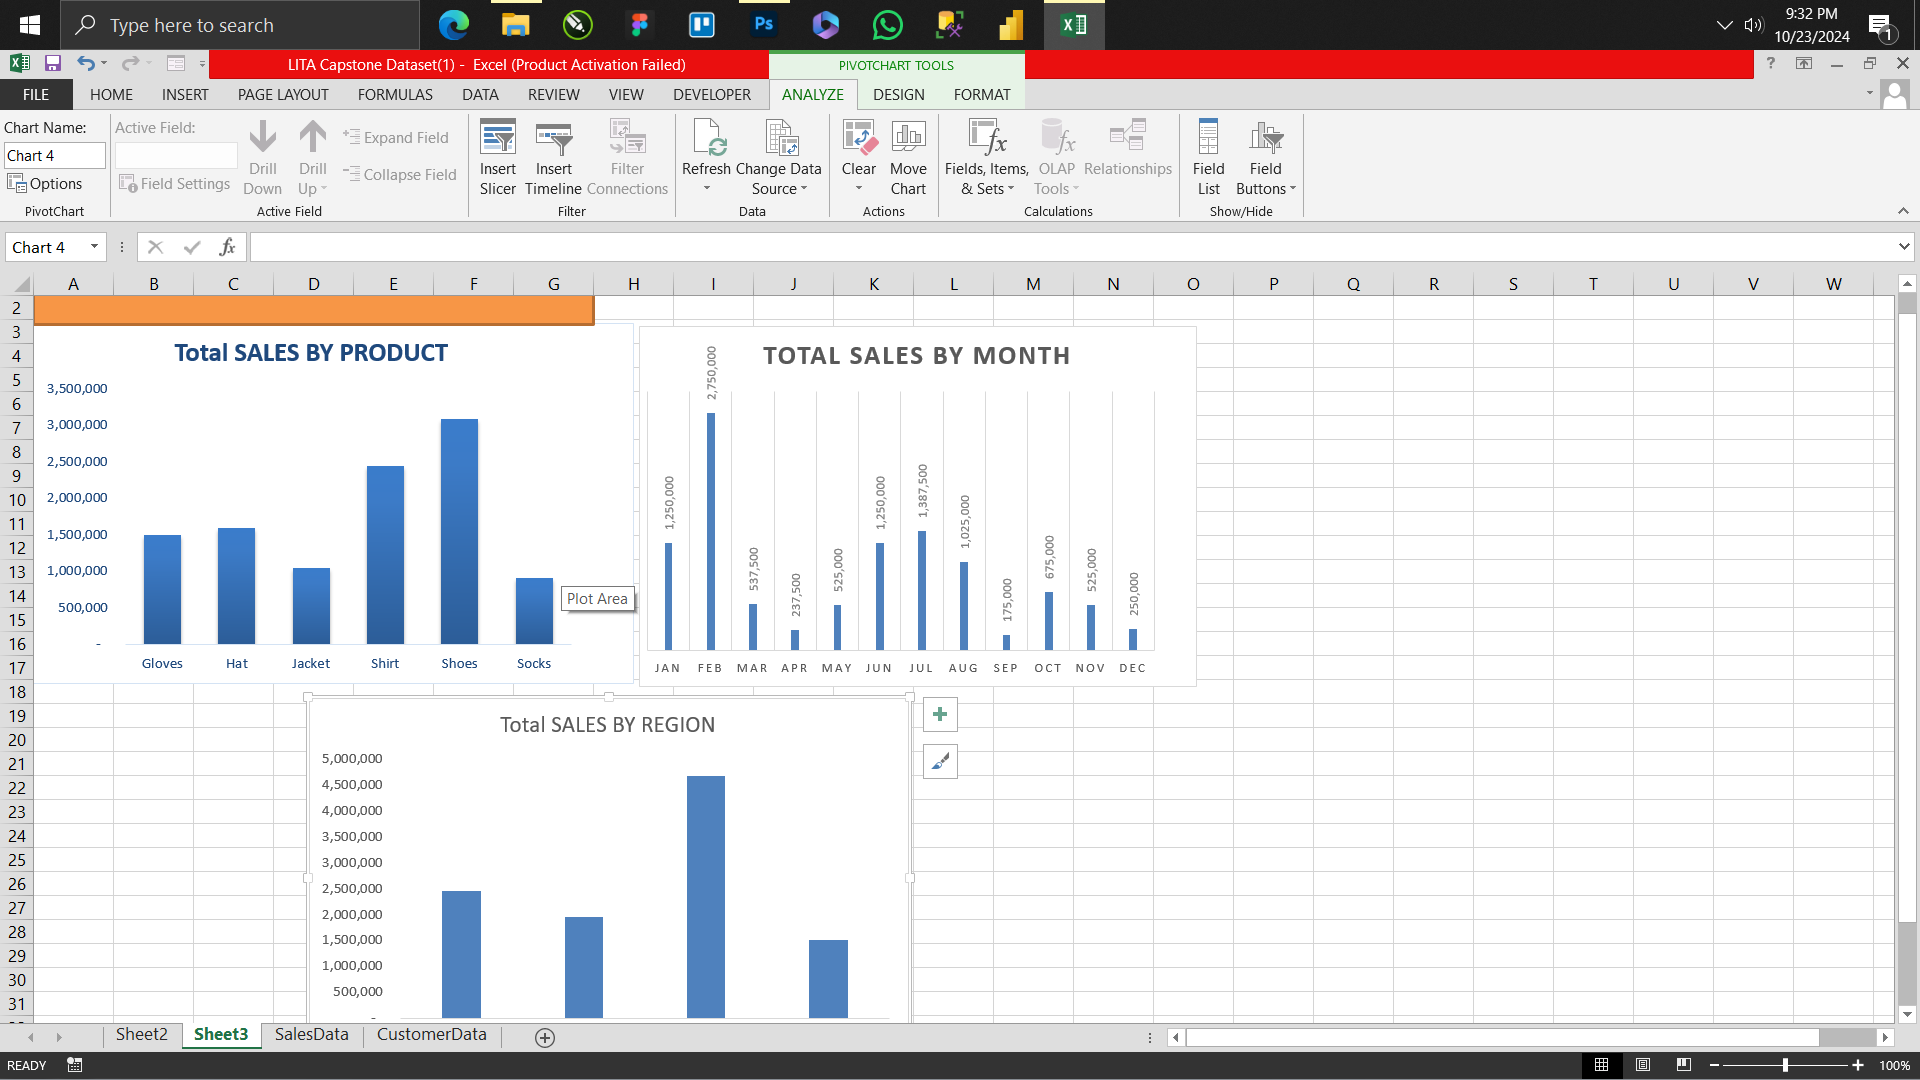 Type here to search
Ps
9:32 PM
10/23/2024
1
LITA Capstone Dataset(1) - Excel (Product Activation Failed)
PIVOTCHART TOOLS
?
FILE HOME INSERT PAGE LAYOUT FORMULAS DATA REVIEW VIEW DEVELOPER ANALYZE DESIGN FORMAT
Chart Name:
Chart 4
Options
PivotChart
Active Field:
Field Settings
Drill Down
Drill Up
Expand Field
Collapse Field
Active Field
Insert Slicer
Insert Timeline
Filter Connections
Filter
Refresh
Change Data Source
Data
Clear
Move Chart
Actions
Fields, Items, & Sets
OLAP Tools
Relationships
Calculations
Field List
Field Buttons
Show/Hide
Chart 4
fx
A B C D E F G H I J K L M N O P Q R S T U V W
2
3
4
5
6
7
8
9
10
11
12
13
14
15
16
17
18
19
20
21
22
23
24
25
26
27
28
29
30
31
Total SALES BY PRODUCT
3,500,000
3,000,000
2,500,000
2,000,000
1,500,000
1,000,000
500,000
-
Gloves Hat Jacket Shirt Shoes Socks
Plot Area
TOTAL SALES BY MONTH
1,250,000
2,750,000
537,500
237,500
525,000
1,250,000
1,387,500
1,025,000
175,000
675,000
525,000
250,000
JAN FEB MAR APR MAY JUN JUL AUG SEP OCT NOV DEC
Total SALES BY REGION
5,000,000
4,500,000
4,000,000
3,500,000
3,000,000
2,500,000
2,000,000
1,500,000
1,000,000
500,000
Sheet2 Sheet3 SalesData CustomerData
READY
100%